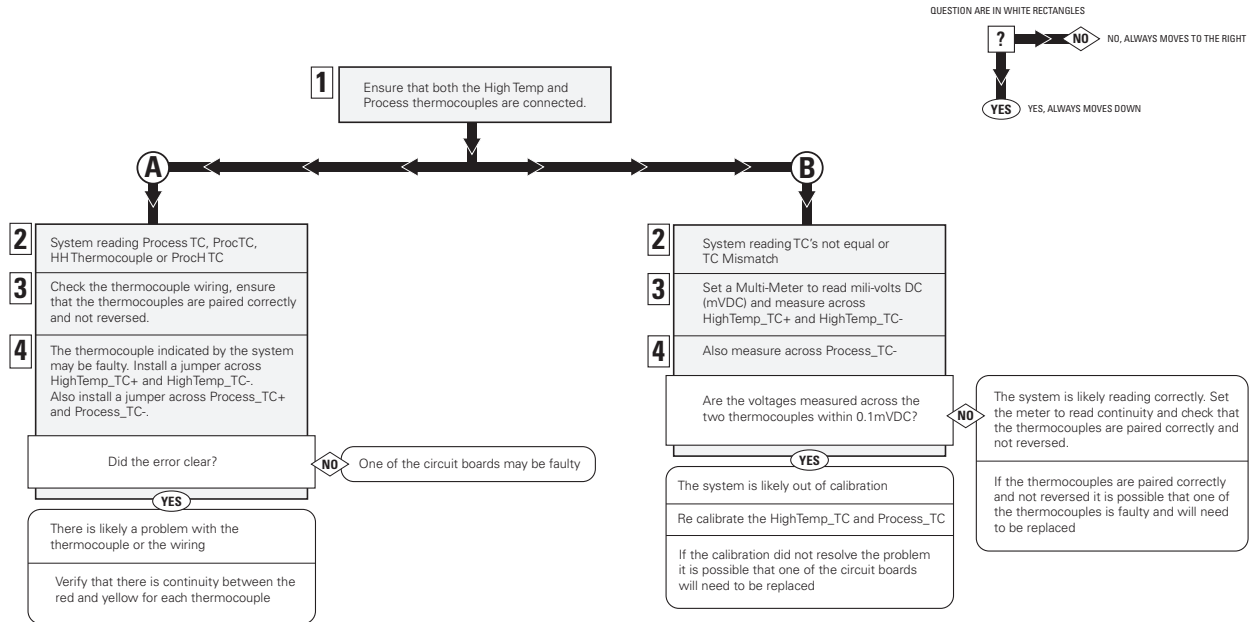 QUESTION ARE IN WHITE RECTANGLES
?
NO
NO, ALWAYS MOVES TO THE RIGHT
YES
YES, ALWAYS MOVES DOWN
1
Ensure that both the High Temp and
Process thermocouples are connected.
A
B
2
System reading Process TC, ProcTC,
HH Thermocouple or ProcH TC
3
Check the thermocouple wiring, ensure
that the thermocouples are paired correctly
and not reversed.
4
The thermocouple indicated by the system
may be faulty. Install a jumper across
HighTemp_TC+ and HighTemp_TC-.
Also install a jumper across Process_TC+
and Process_TC-.
Did the error clear?
NO
One of the circuit boards may be faulty
YES
There is likely a problem with the
thermocouple or the wiring
Verify that there is continuity between the
red and yellow for each thermocouple
2
System reading TC's not equal or
TC Mismatch
3
Set a Multi-Meter to read mili-volts DC
(mVDC) and measure across
HighTemp_TC+ and HighTemp_TC-
4
Also measure across Process_TC-
Are the voltages measured across the
two thermocouples within 0.1mVDC?
NO
The system is likely reading correctly. Set
the meter to read continuity and check that
the thermocouples are paired correctly and
not reversed.
If the thermocouples are paired correctly
and not reversed it is possible that one of
the thermocouples is faulty and will need
to be replaced
YES
The system is likely out of calibration
Re calibrate the HighTemp_TC and Process_TC
If the calibration did not resolve the problem
it is possible that one of the circuit boards
will need to be replaced